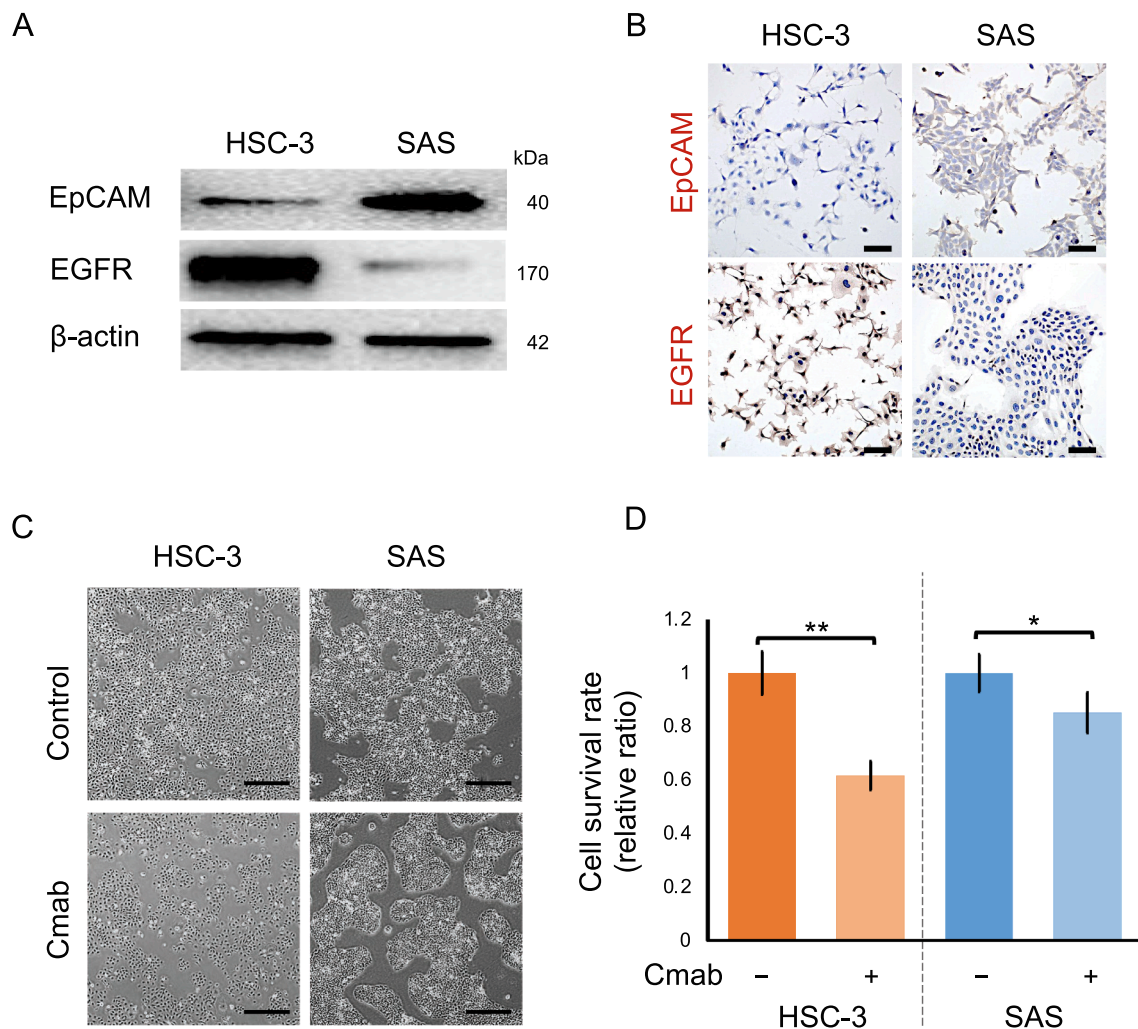 A
HSC-3 SAS kDa
EpCAM 40
EGFR 170
β-actin 42
B
HSC-3 SAS
EpCAM
EGFR
C
HSC-3 SAS
Control
Cmab
D
Cell survival rate
(relative ratio)
1.2
1
0.8
0.6
0.4
0.2
0
** *
Cmab − + − +
HSC-3 SAS